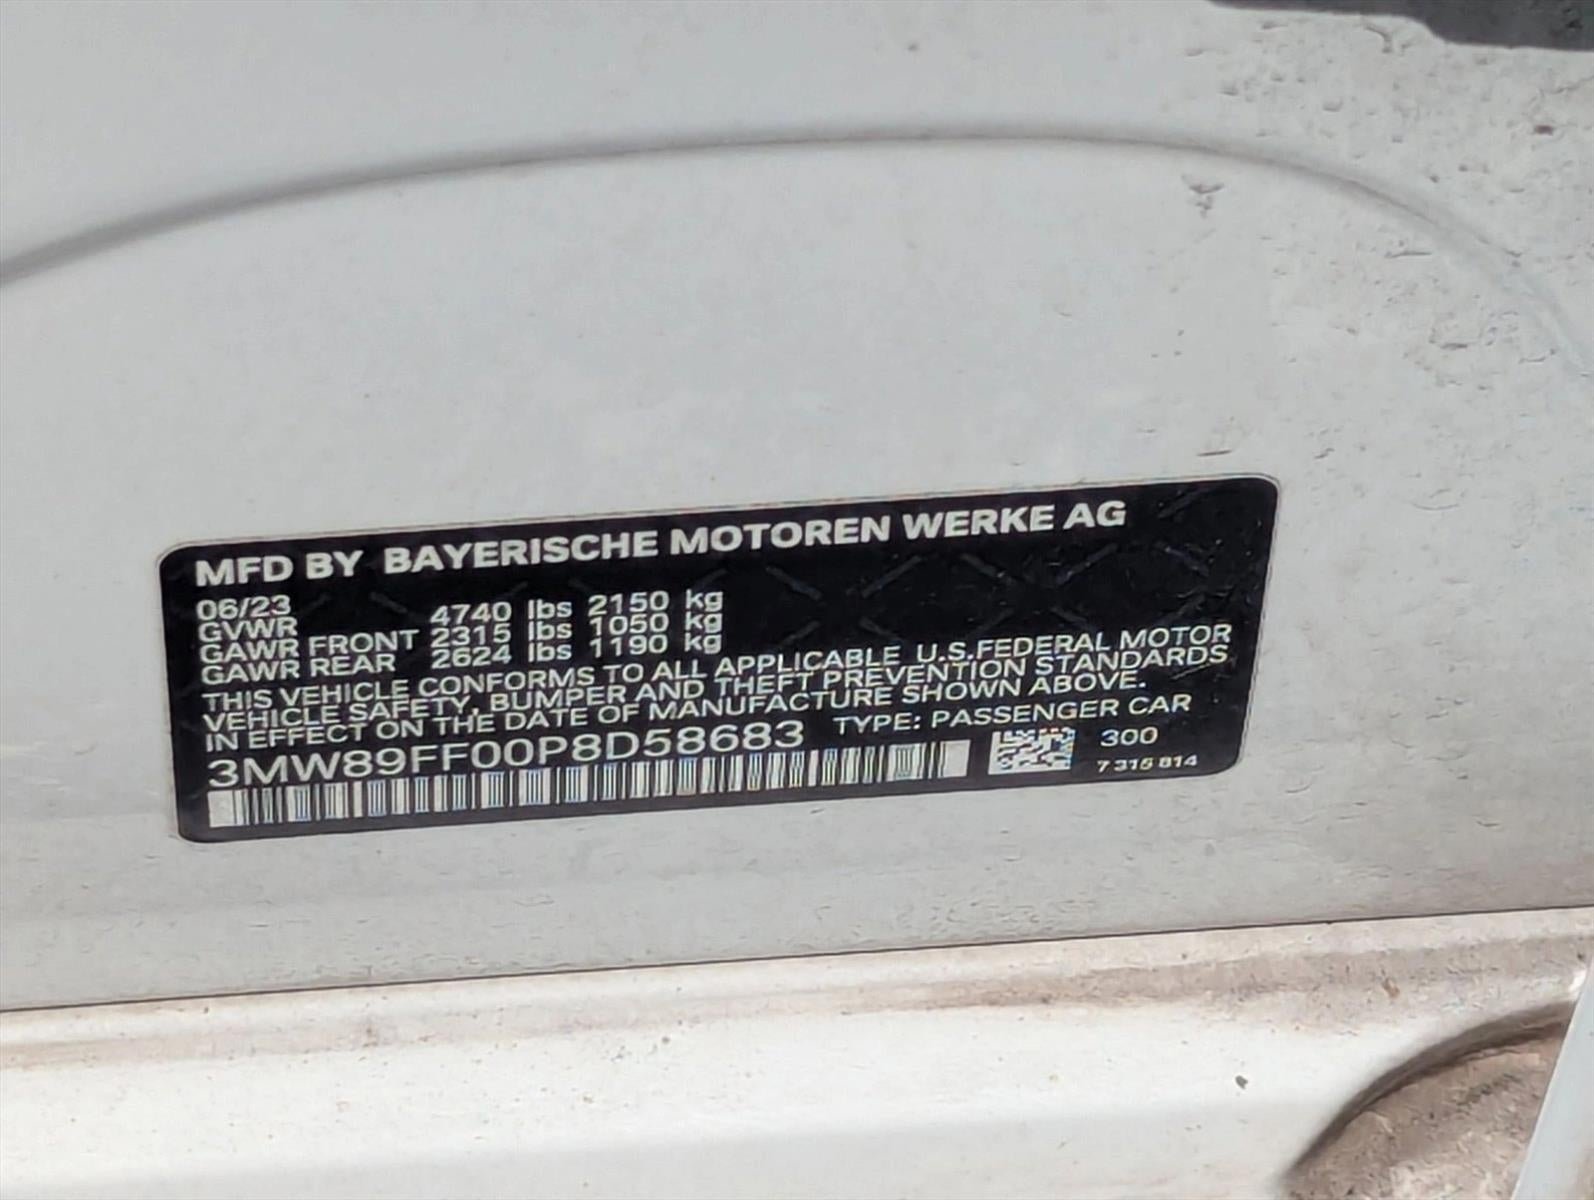 MFD BY BAYERISCHE MOTOREN WERKE AG
06/23
GVWR 4740 lbs 2150 kg
GAWR FRONT 2315 lbs 1050 kg
GAWR REAR 2624 lbs 1190 kg
THIS VEHICLE CONFORMS TO ALL APPLICABLE U.S.FEDERAL MOTOR
VEHICLE SAFETY, BUMPER AND THEFT PREVENTION STANDARDS
IN EFFECT ON THE DATE OF MANUFACTURE SHOWN ABOVE.
3MW89FF00P8D58683 TYPE: PASSENGER CAR
300
7 315 814